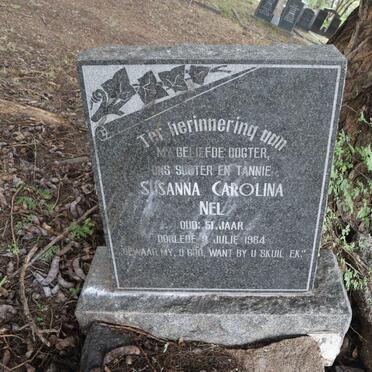 Ter herinnering aan
MY GELIEFDE DOGTER,
ONS SUSTER EN TANNIE
SUSANNA CAROLINA
NEL
OUD: 51 JAAR
OORLEDE 9 JULIE 1964
"BEWAAR MY, O GOD, WANT BY U SKUIL EK."